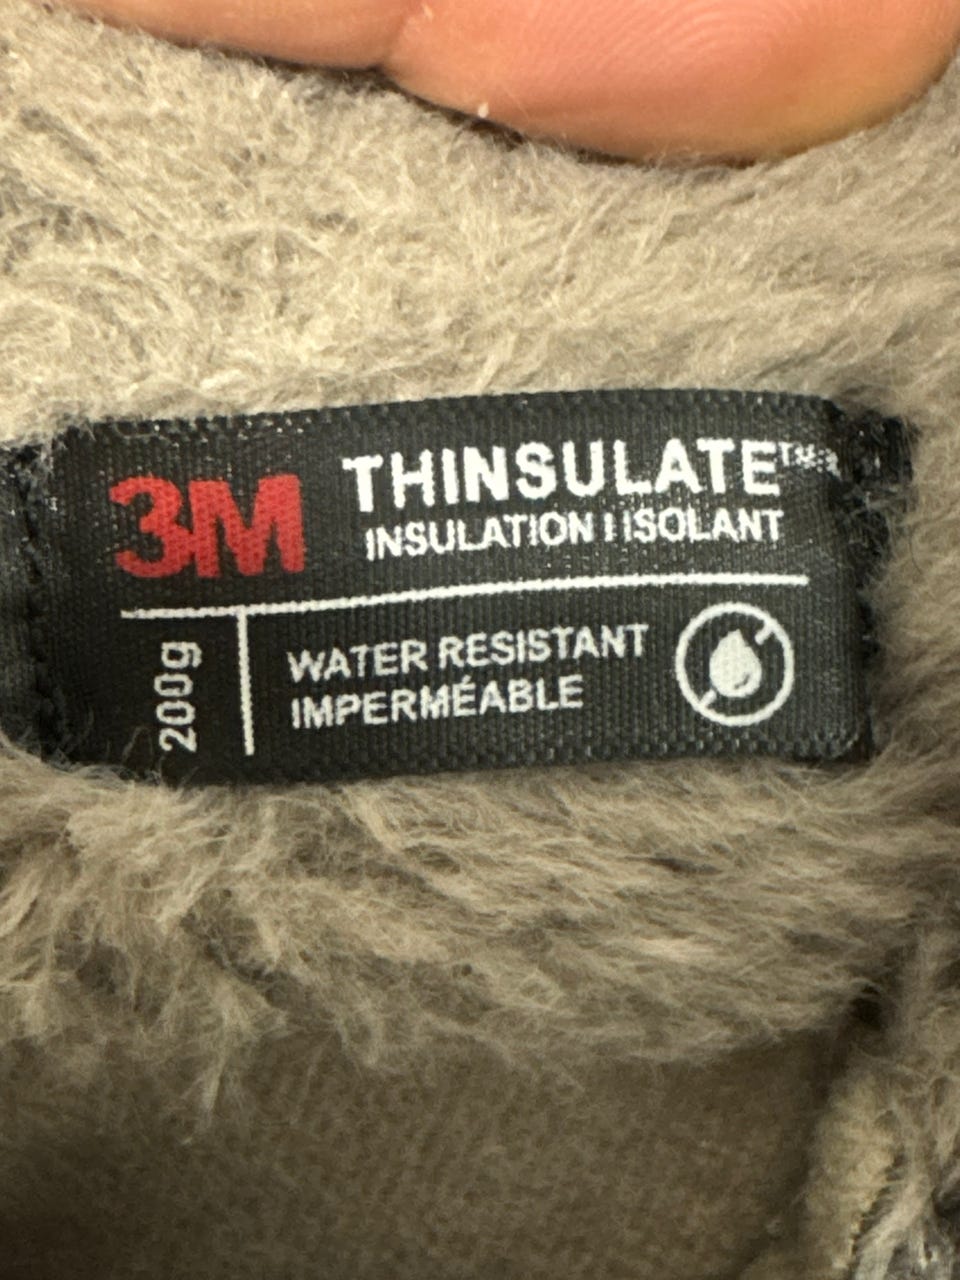 3M
THINSULATE™
INSULATION | ISOLANT
200g
WATER RESISTANT
IMPERMÉABLE